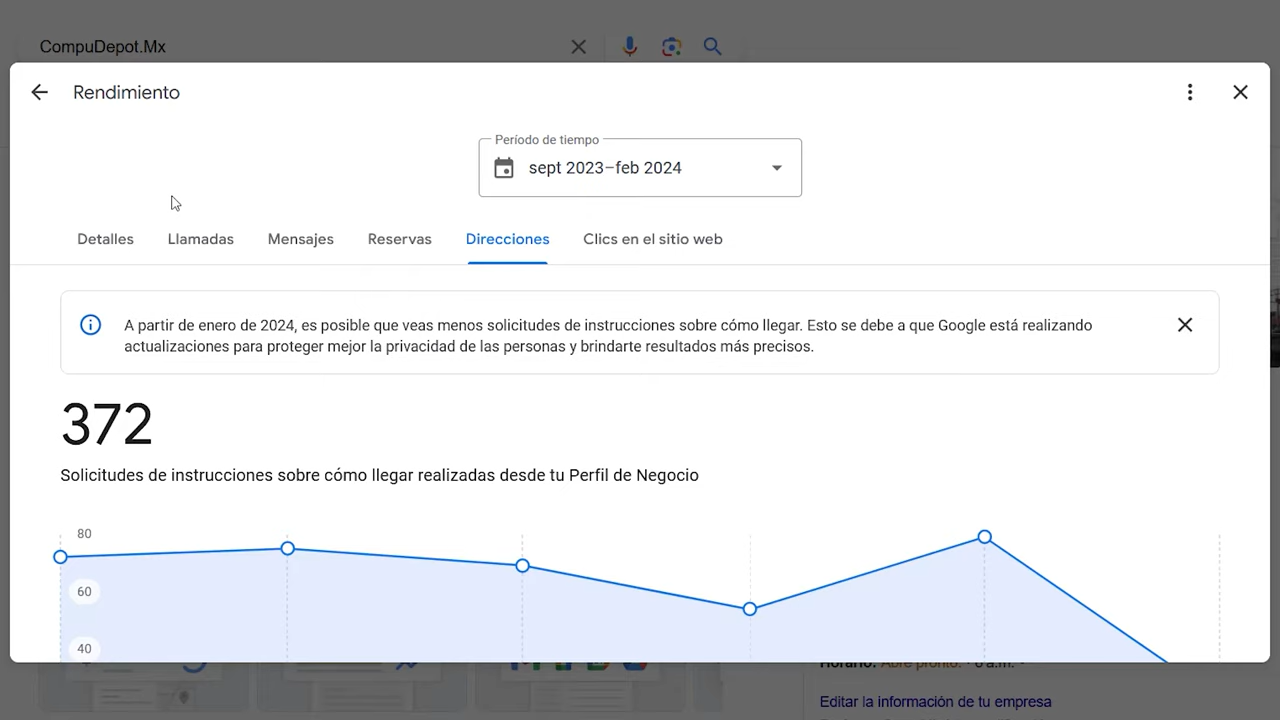 CompuDepot.Mx
Rendimiento
Período de tiempo
sept 2023–feb 2024
Detalles
Llamadas
Mensajes
Reservas
Direcciones
Clics en el sitio web
A partir de enero de 2024, es posible que veas menos solicitudes de instrucciones sobre cómo llegar. Esto se debe a que Google está realizando
actualizaciones para proteger mejor la privacidad de las personas y brindarte resultados más precisos.
372
Solicitudes de instrucciones sobre cómo llegar realizadas desde tu Perfil de Negocio
80
60
40
Horario: Abre pronto. · 8 a.m.
Editar la información de tu empresa